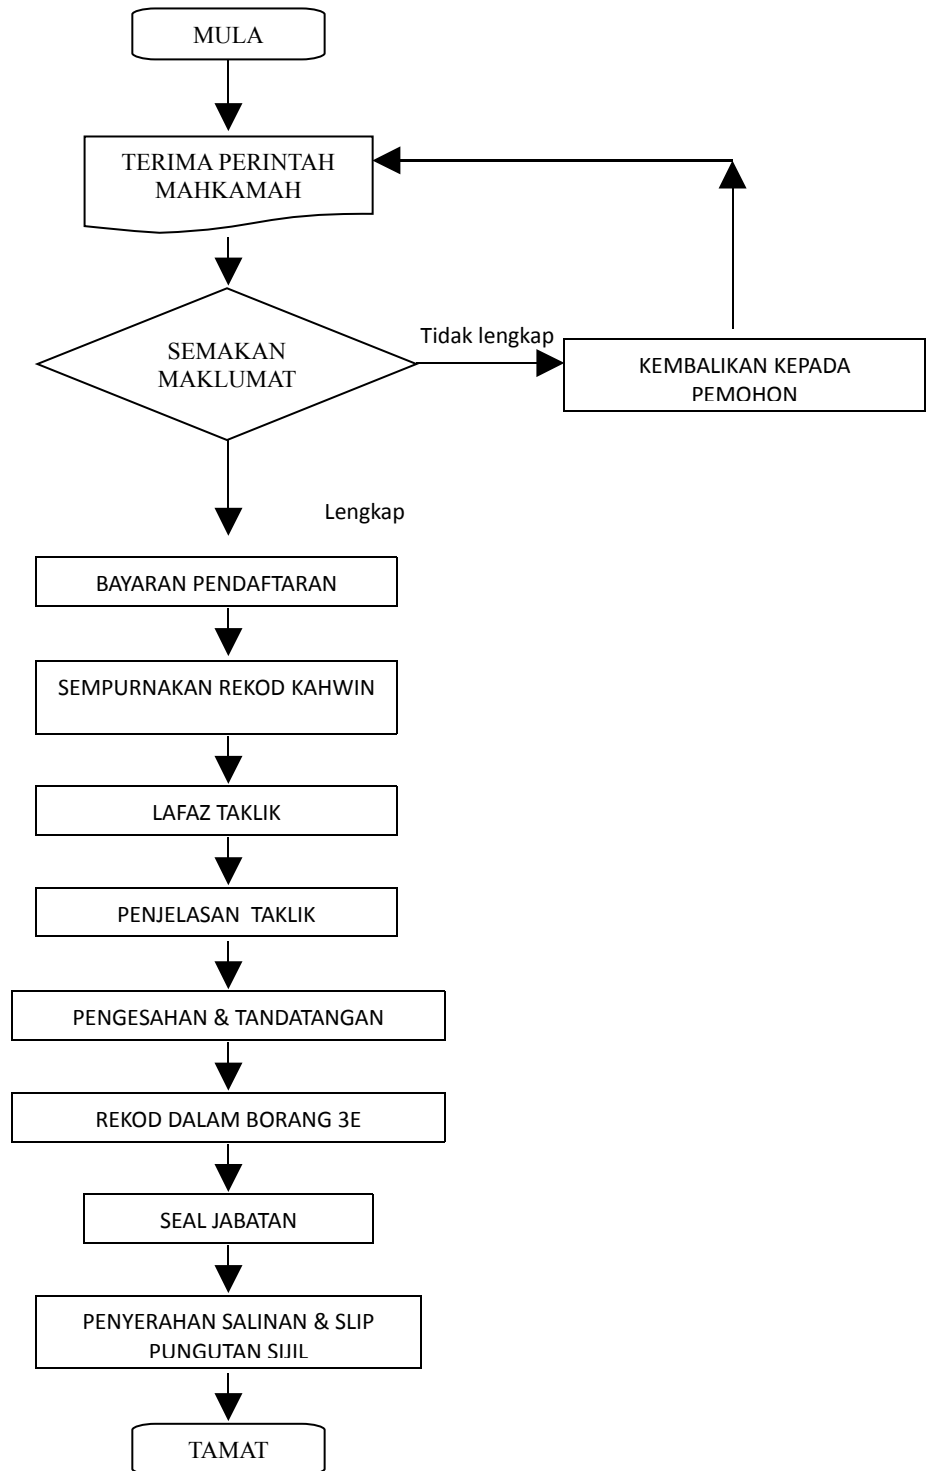 MULA
TERIMA PERINTAH
MAHKAMAH
SEMAKAN
MAKLUMAT
Tidak lengkap
KEMBALIKAN KEPADA
PEMOHON
Lengkap
BAYARAN PENDAFTARAN
SEMPURNAKAN REKOD KAHWIN
LAFAZ TAKLIK
PENJELASAN TAKLIK
PENGESAHAN & TANDATANGAN
REKOD DALAM BORANG 3E
SEAL JABATAN
PENYERAHAN SALINAN & SLIP
PUNGUTAN SIJIL
TAMAT